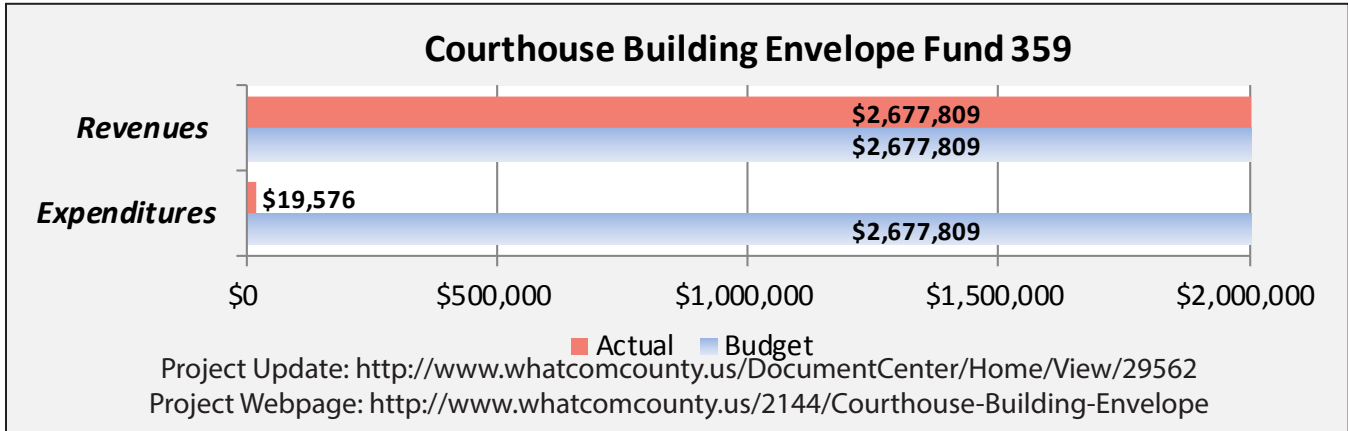 Courthouse Building Envelope Fund 359
Revenues
$2,677,809
$2,677,809
Expenditures
$19,576
$2,677,809
$0 $500,000 $1,000,000 $1,500,000 $2,000,000
Actual Budget
Project Update: http://www.whatcomcounty.us/DocumentCenter/Home/View/29562
Project Webpage: http://www.whatcomcounty.us/2144/Courthouse-Building-Envelope